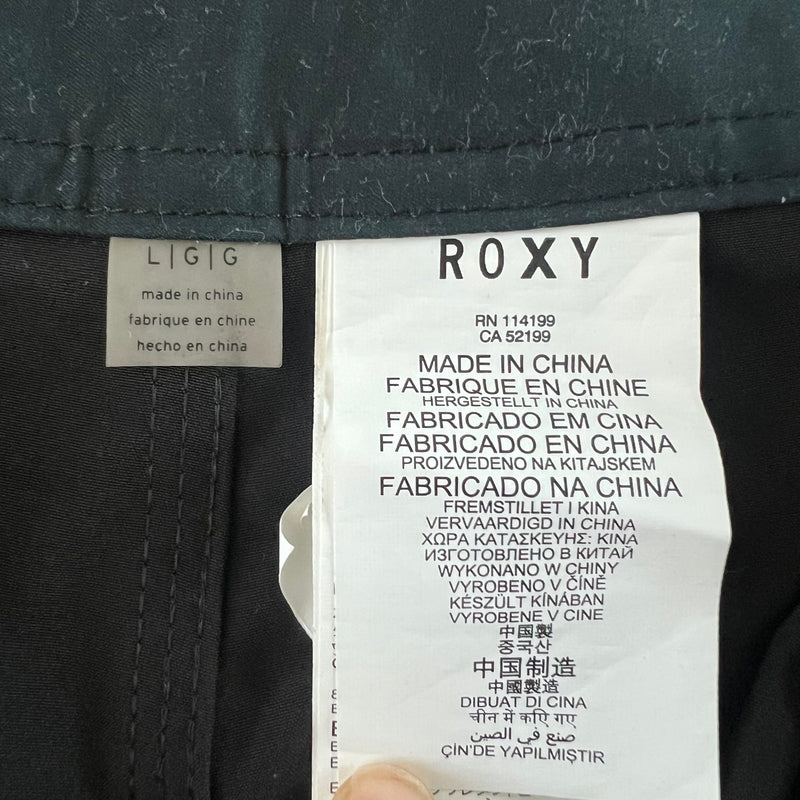 L|G|G
made in china
fabrique en chine
hecho en china
ROXY
RN 114199
CA 52199
MADE IN CHINA
FABRIQUE EN CHINE
HERGESTELLT IN CHINA
FABRICADO EM CINA
FABRICADO EN CHINA
PROIZVEDENO NA KITAJSKEM
FABRICADO NA CHINA
FREMSTILLET I KINA
VERVAARDIGD IN CHINA
ΧΩΡΑ ΚΑΤΑΣΚΕΥΗΣ: ΚΙΝΑ
ИЗГОТОВЛЕНО В КИТАЙ
WYKONANO W CHINY
VYROBENO V ČÍNĚ
KÉSZÜLT KÍNÁBAN
VYROBENE V CINE
中国製
중국산
中国制造
中國製造
DIBUAT DI CINA
चीन में कएि गए
صنع في الصين
ÇİN'DE YAPILMIŞTIR